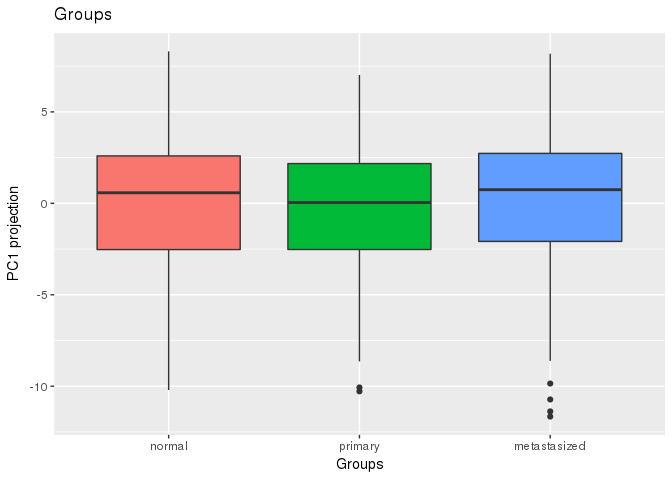 Groups
PC1 projection
5
0
-5
-10
normal primary metastasized
Groups